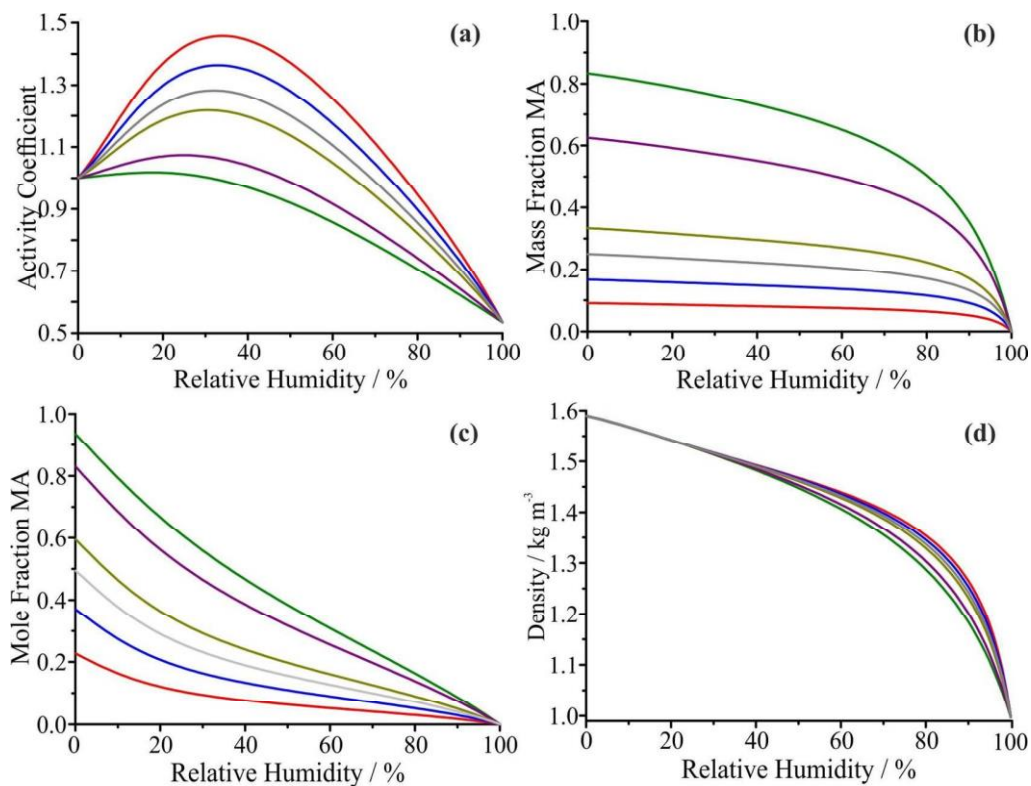 (a)
1.5
1.3
1.1
0.9
0.7
0.5
Activity Coefficient
0 20 40 60 80 100
Relative Humidity / %
(b)
1.0
0.8
0.6
0.4
0.2
0.0
Mass Fraction MA
0 20 40 60 80 100
Relative Humidity / %
(c)
1.0
0.8
0.6
0.4
0.2
0.0
Mole Fraction MA
0 20 40 60 80 100
Relative Humidity / %
(d)
1.6
1.5
1.4
1.3
1.2
1.1
1.0
Density / kg m⁻³
0 20 40 60 80 100
Relative Humidity / %